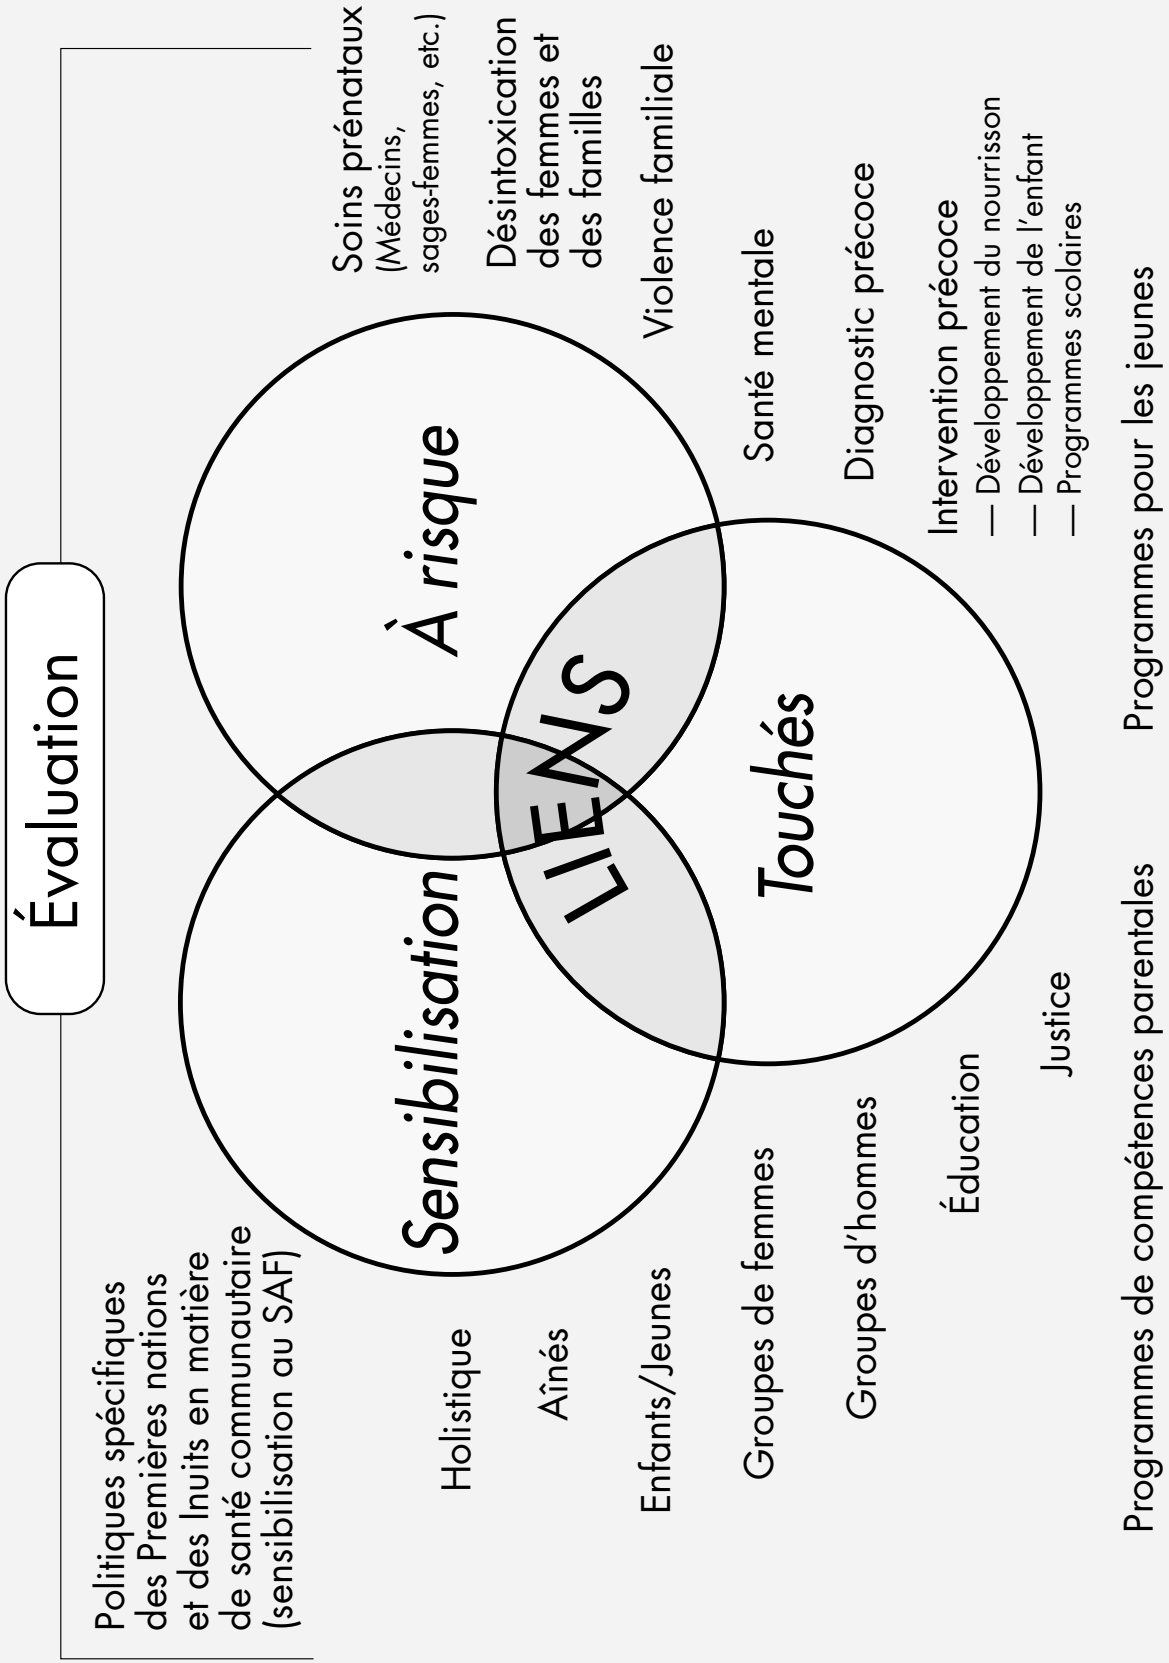 Évaluation
Politiques spécifiques
des Premières nations
et des Inuits en matière
de santé communautaire
(sensibilisation au SAF)
Holistique
Aînés
Enfants/Jeunes
Groupes de femmes
Groupes d'hommes
Éducation
Justice
Programmes de compétences parentales
Sensibilisation
À risque
LIENS
Touchés
Soins prénataux
(Médecins,
sages-femmes, etc.)
Désintoxication
des femmes et
des familles
Violence familiale
Santé mentale
Diagnostic précoce
Intervention précoce
— Développement du nourrisson
— Développement de l'enfant
— Programmes scolaires
Programmes pour les jeunes